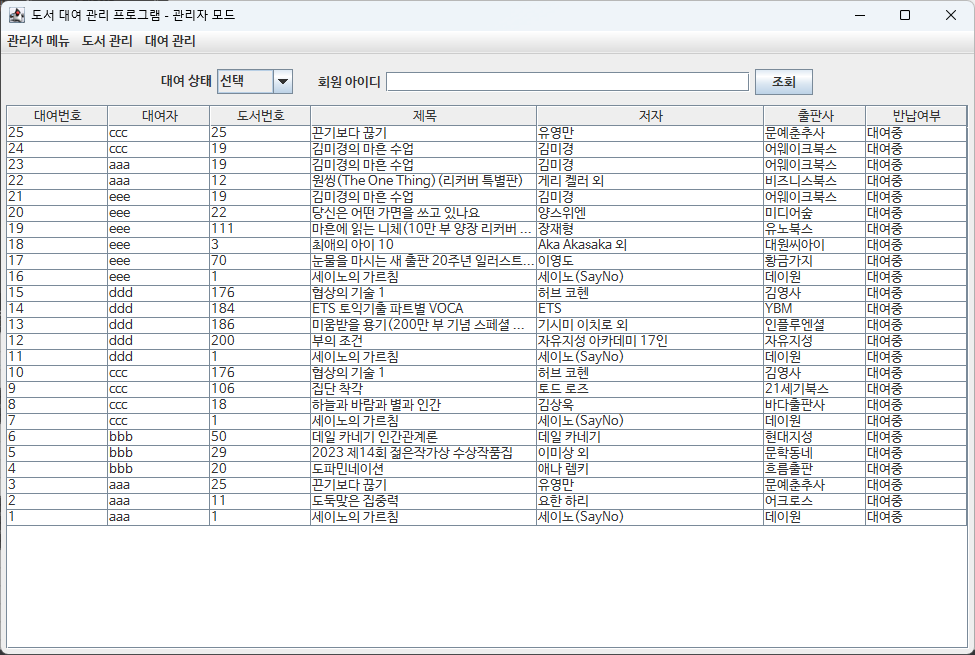 도서 대여 관리 프로그램 - 관리자 모드
관리자 메뉴 도서 관리 대여 관리
대여 상태 선택 회원 아이디 조회
대여번호 대여자 도서번호 제목 저자 출판사 반납여부
25 ccc 25 끈기보다 끊기 유영만 문예춘추사 대여중
24 ccc 19 김미경의 마흔 수업 김미경 어웨이크북스 대여중
23 aaa 19 김미경의 마흔 수업 김미경 어웨이크북스 대여중
22 aaa 12 원씽(The One Thing) (리커버 특별판) 게리 켈러 외 비즈니스북스 대여중
21 eee 19 김미경의 마흔 수업 김미경 어웨이크북스 대여중
20 eee 22 당신은 어떤 가면을 쓰고 있나요 양스위엔 미디어숲 대여중
19 eee 111 마흔에 읽는 니체(10만 부 양장 리커버 ... 장재형 유노북스 대여중
18 eee 3 최애의 아이 10 Aka Akasaka 외 대원씨아이 대여중
17 eee 70 눈물을 마시는 새 출판 20주년 일러스트... 이영도 황금가지 대여중
16 eee 1 세이노의 가르침 세이노(SayNo) 데이원 대여중
15 ddd 176 협상의 기술 1 허브 코헨 김영사 대여중
14 ddd 184 ETS 토익기출 파트별 VOCA ETS YBM 대여중
13 ddd 186 미움받을 용기(200만 부 기념 스페셜 ... 기시미 이치로 외 인플루엔셜 대여중
12 ddd 200 부의 조건 자유지성 아카데미 17인 자유지성 대여중
11 ddd 1 세이노의 가르침 세이노(SayNo) 데이원 대여중
10 ccc 176 협상의 기술 1 허브 코헨 김영사 대여중
9 ccc 106 집단 착각 토드 로즈 21세기북스 대여중
8 ccc 18 하늘과 바람과 별과 인간 김상욱 바다출판사 대여중
7 ccc 1 세이노의 가르침 세이노(SayNo) 데이원 대여중
6 bbb 50 데일 카네기 인간관계론 데일 카네기 현대지성 대여중
5 bbb 29 2023 제14회 젊은작가상 수상작품집 이미상 외 문학동네 대여중
4 bbb 20 도파민네이션 애나 렘키 흐름출판 대여중
3 aaa 25 끈기보다 끊기 유영만 문예춘추사 대여중
2 aaa 11 도둑맞은 집중력 요한 하리 어크로스 대여중
1 aaa 1 세이노의 가르침 세이노(SayNo) 데이원 대여중